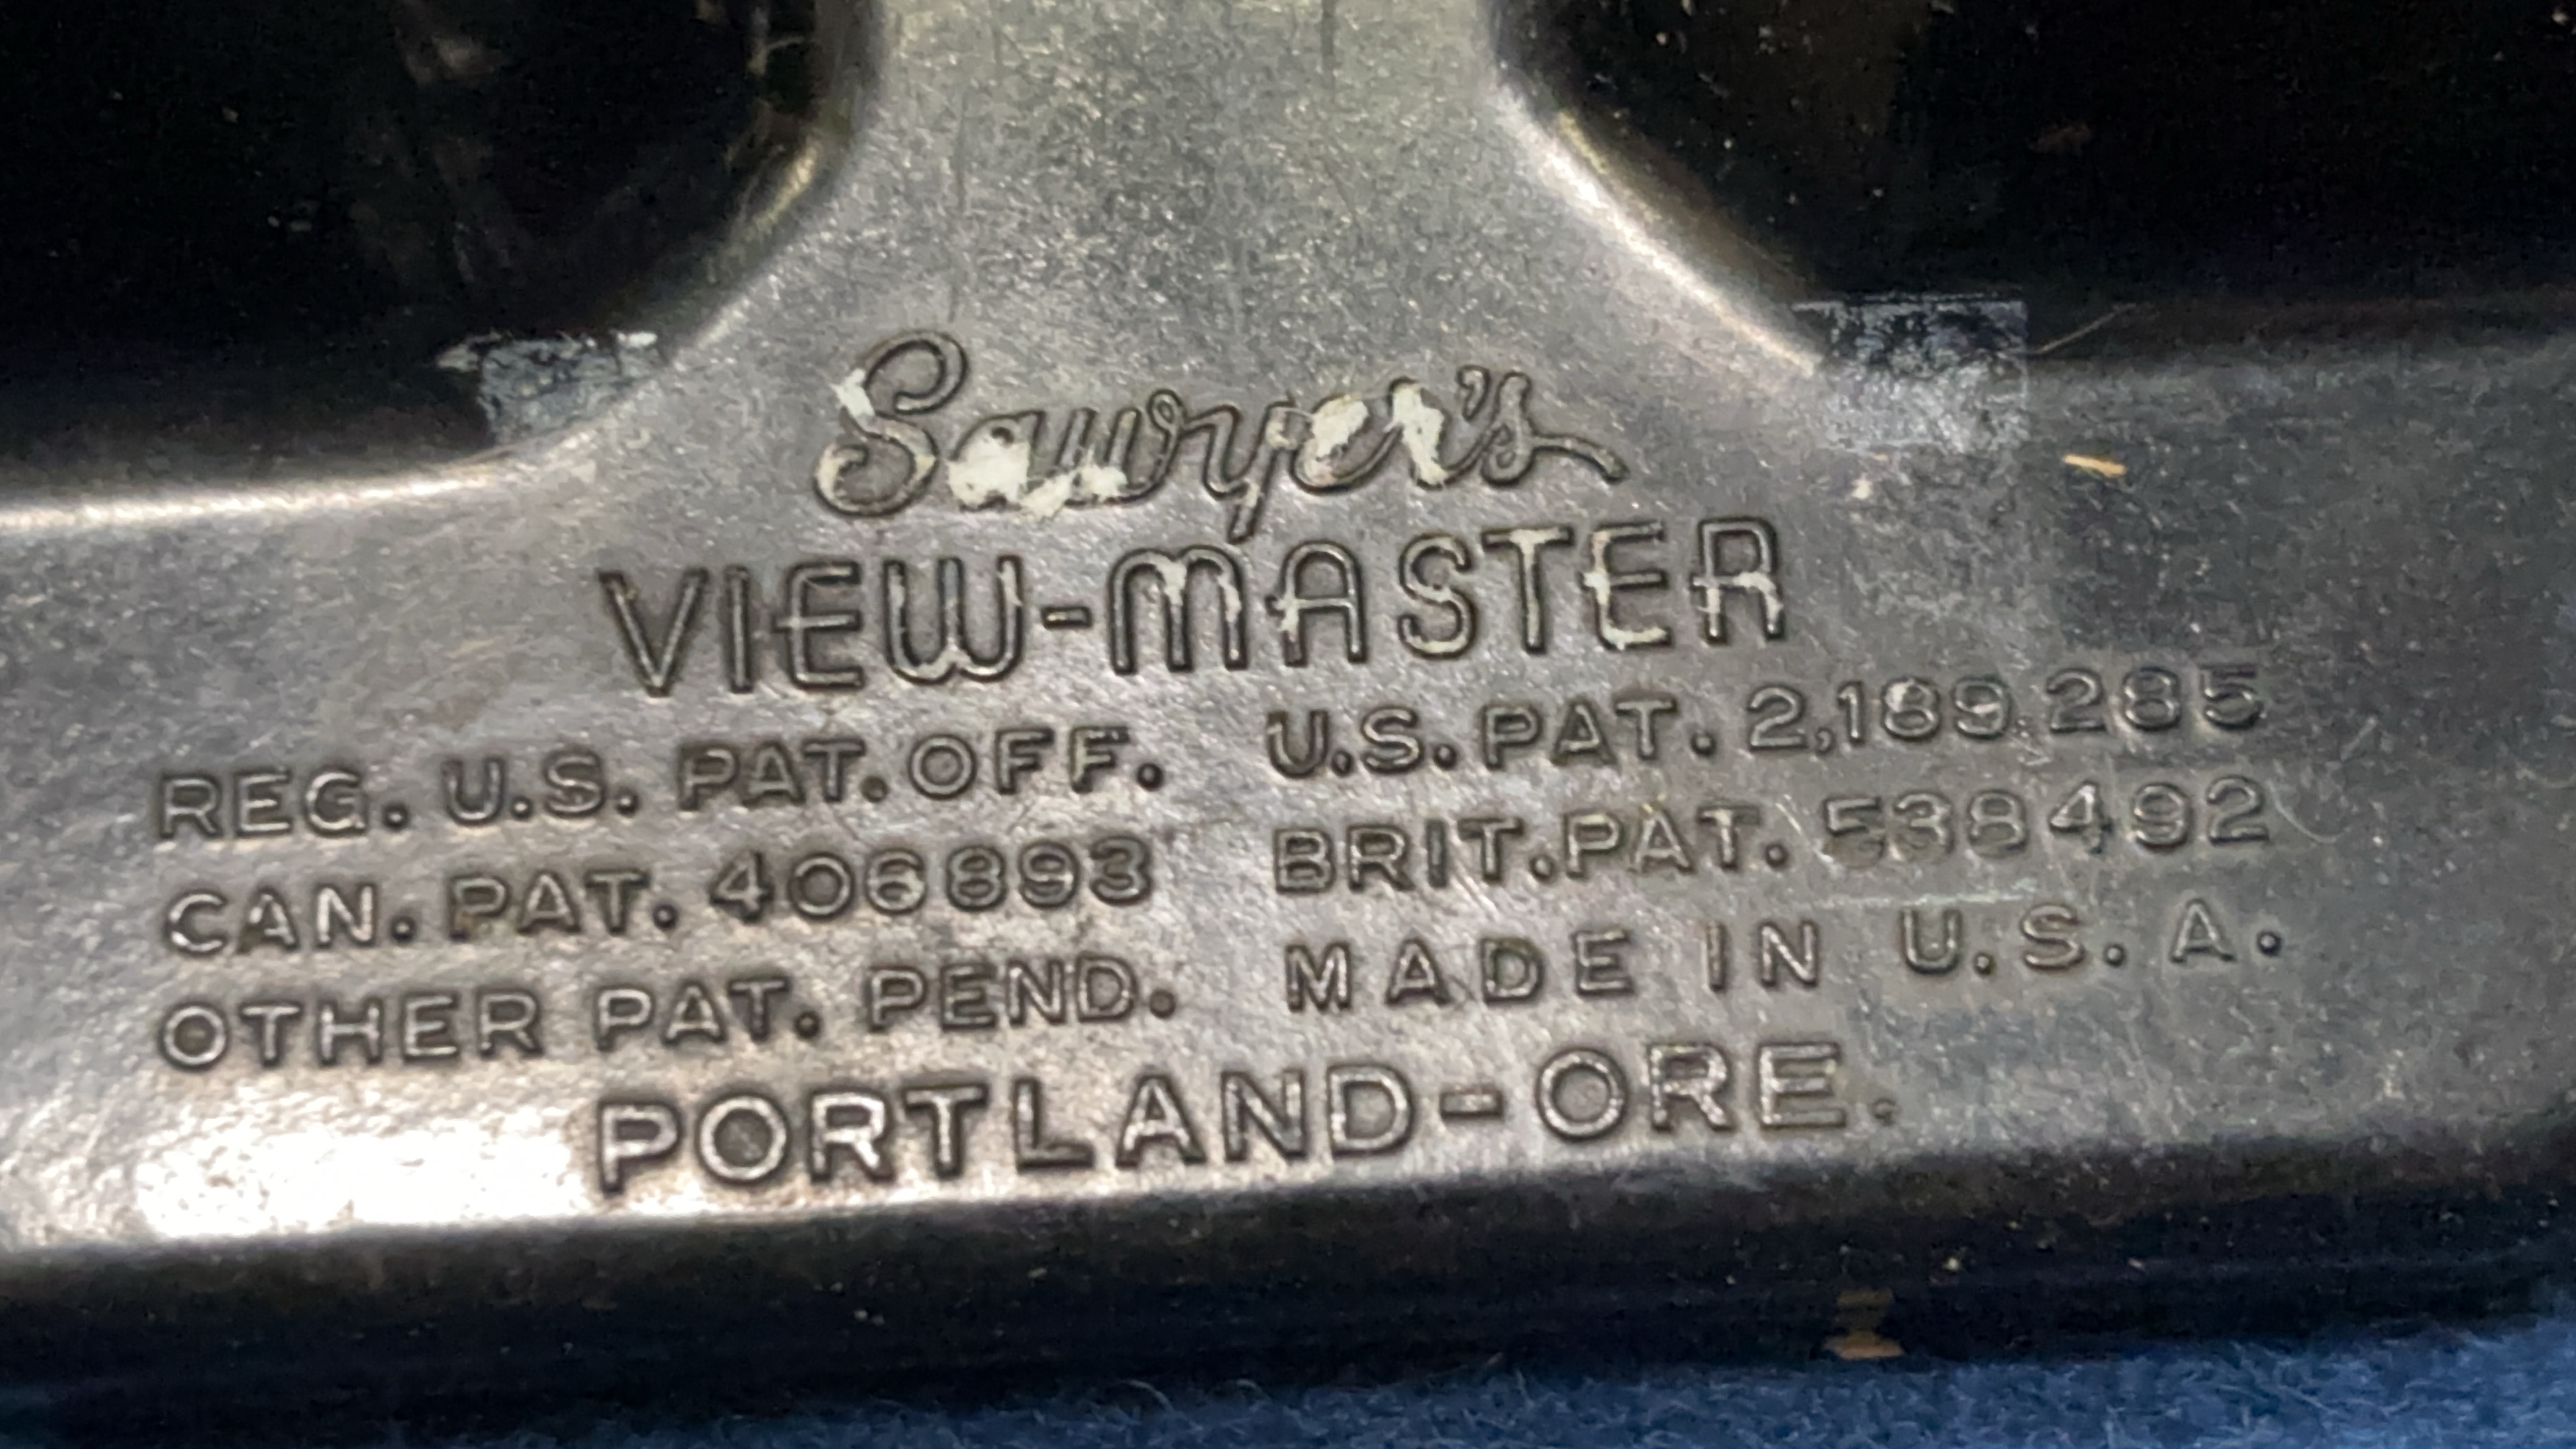 Sawyer's
VIEW-MASTER
REG. U.S. PAT. OFF. U.S. PAT. 2,189,285
CAN. PAT. 406893 BRIT. PAT. 538492
OTHER PAT. PEND. MADE IN U.S.A.
PORTLAND-ORE.